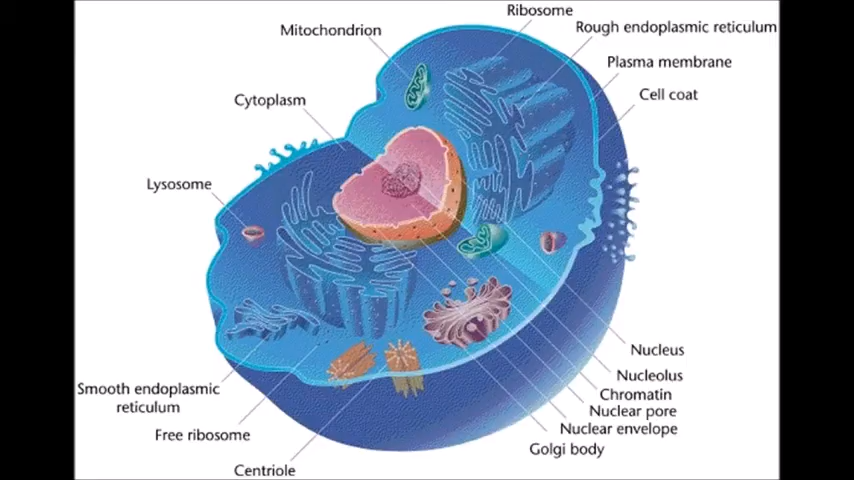 Ribosome
Mitochondrion
Rough endoplasmic reticulum
Plasma membrane
Cell coat
Cytoplasm
Lysosome
Nucleus
Nucleolus
Chromatin
Nuclear pore
Nuclear envelope
Golgi body
Smooth endoplasmic
reticulum
Free ribosome
Centriole